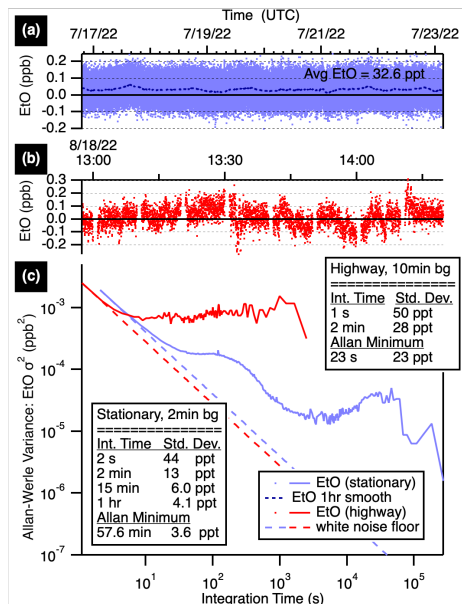 Time (UTC)
7/17/22 7/19/22 7/21/22 7/23/22
(a)
EtO (ppb)
0.2
0.1
0.0
-0.1
-0.2
Avg EtO = 32.6 ppt
8/18/22
13:00 13:30 14:00
(b)
EtO (ppb)
0.3
0.2
0.1
0.0
-0.1
-0.2
(c)
Allan-Werle Variance: EtO σ² (ppb²)
10⁻³
10⁻⁴
10⁻⁵
10⁻⁶
10⁻⁷
Highway, 10min bg
================
Int. Time Std. Dev.
1 s 50 ppt
2 min 28 ppt
Allan Minimum
23 s 23 ppt
Stationary, 2min bg
================
Int. Time Std. Dev.
2 s 44 ppt
2 min 13 ppt
15 min 6.0 ppt
1 hr 4.1 ppt
Allan Minimum
57.6 min 3.6 ppt
EtO (stationary)
EtO 1hr smooth
EtO (highway)
white noise floor
10¹ 10² 10³ 10⁴ 10⁵
Integration Time (s)